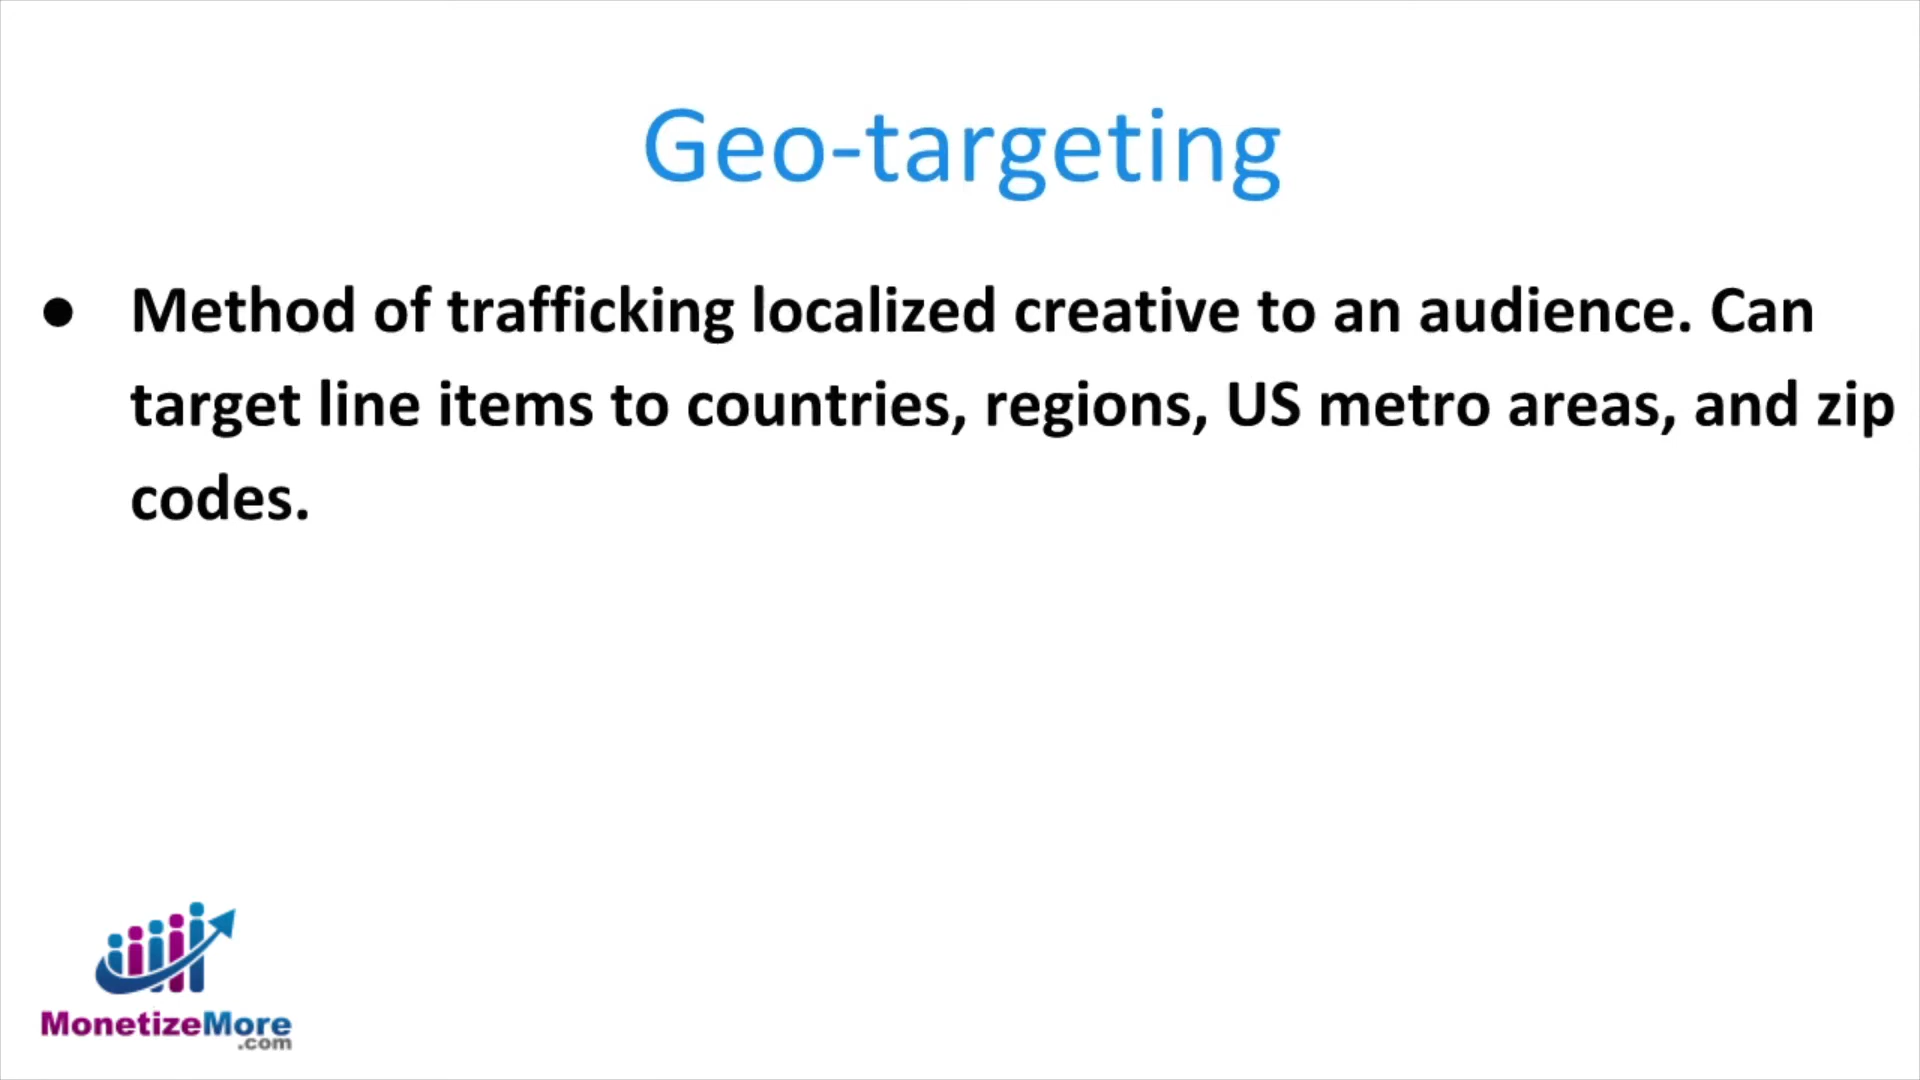 Geo-targeting
● Method of trafficking localized creative to an audience. Can
target line items to countries, regions, US metro areas, and zip
codes.
MonetizeMore
.com